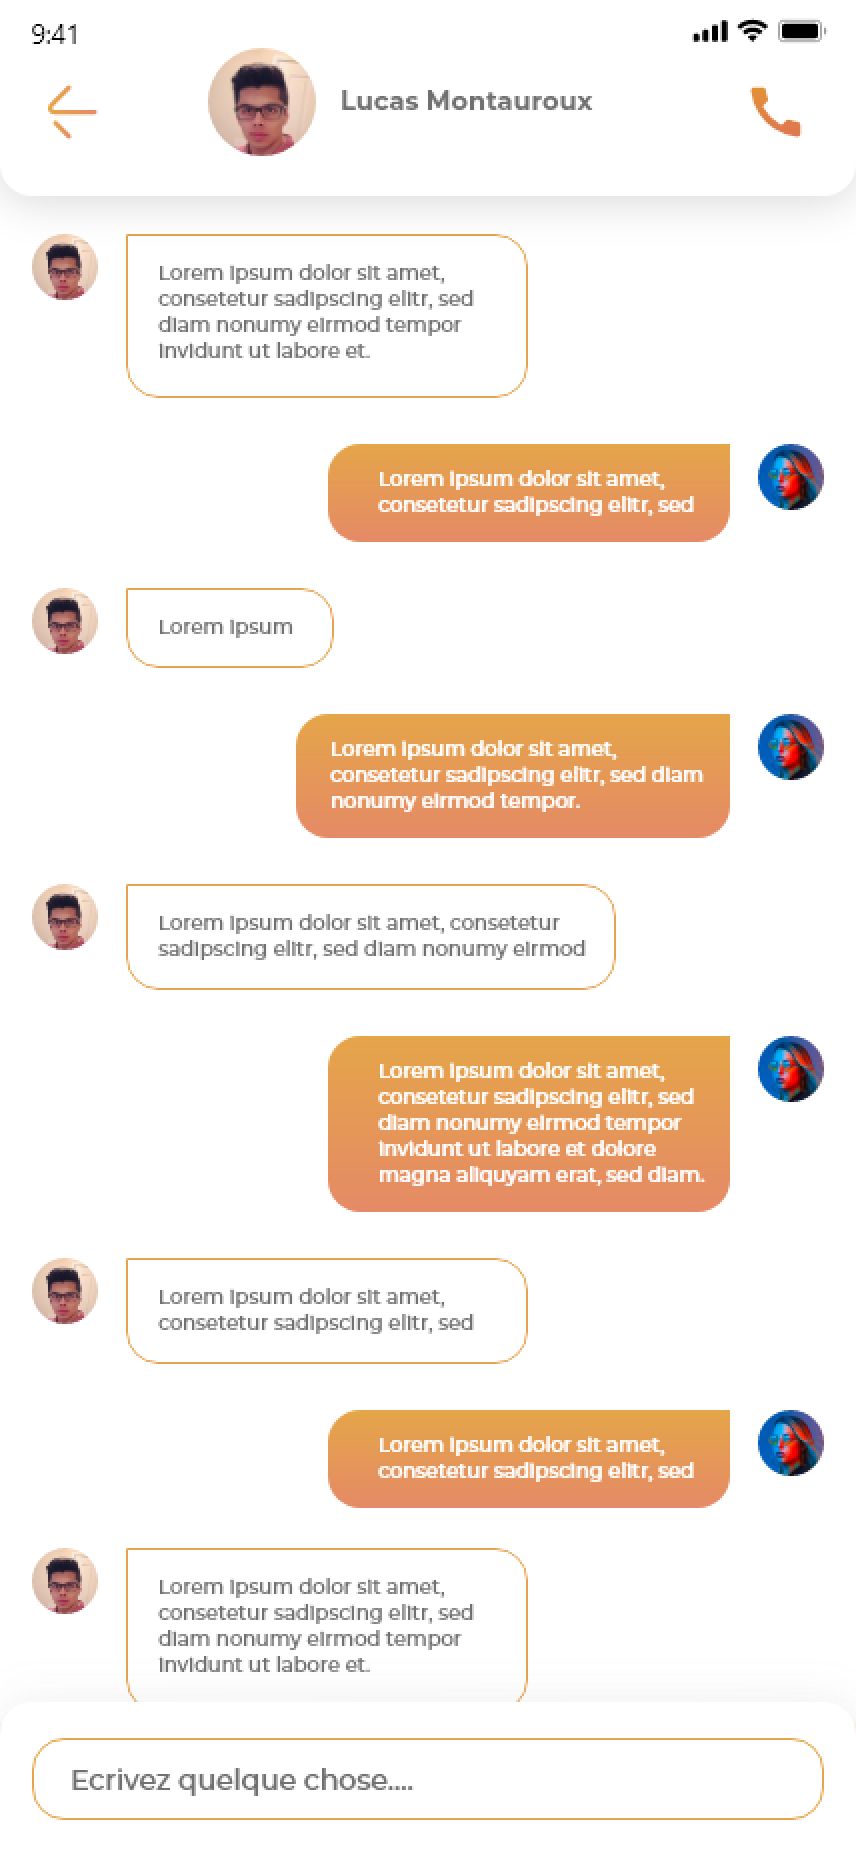 9:41
Lucas Montauroux
Lorem ipsum dolor sit amet,
consetetur sadipscing elitr, sed
diam nonumy eirmod tempor
invidunt ut labore et.
Lorem ipsum dolor sit amet,
consetetur sadipscing elitr, sed
Lorem ipsum
Lorem ipsum dolor sit amet,
consetetur sadipscing elitr, sed diam
nonumy eirmod tempor.
Lorem ipsum dolor sit amet, consetetur
sadipscing elitr, sed diam nonumy eirmod
Lorem ipsum dolor sit amet,
consetetur sadipscing elitr, sed
diam nonumy eirmod tempor
invidunt ut labore et dolore
magna aliquyam erat, sed diam.
Lorem ipsum dolor sit amet,
consetetur sadipscing elitr, sed
Lorem ipsum dolor sit amet,
consetetur sadipscing elitr, sed
Lorem ipsum dolor sit amet,
consetetur sadipscing elitr, sed
diam nonumy eirmod tempor
invidunt ut labore et.
Ecrivez quelque chose....